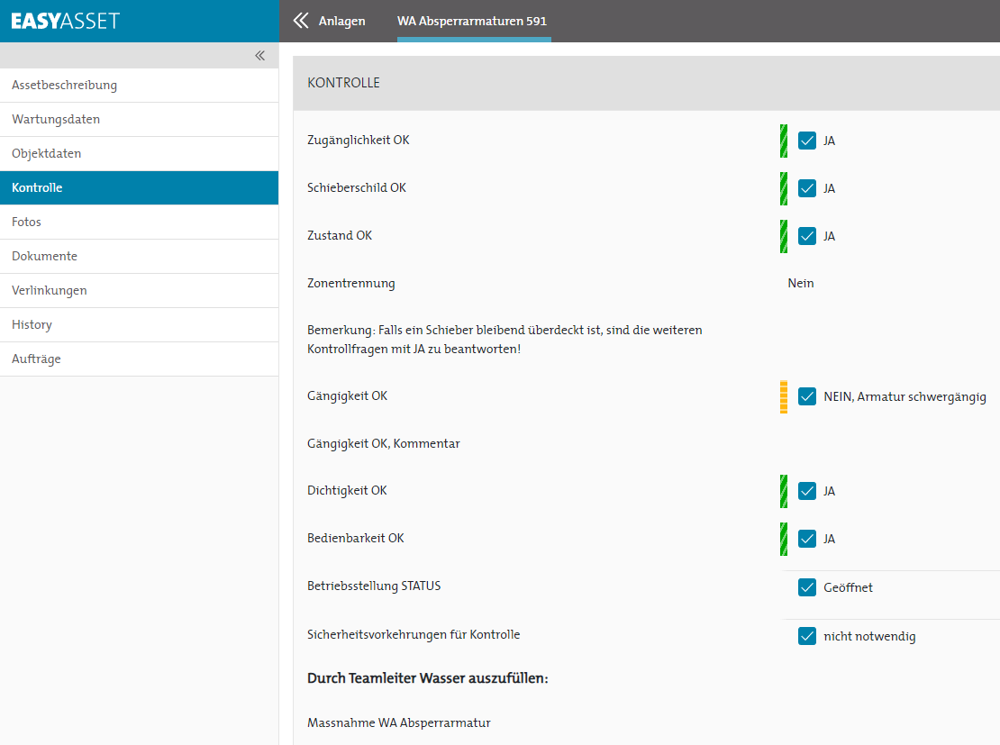 EASYASSET
Anlagen
WA Absperrarmaturen 591
Assetbeschreibung
Wartungsdaten
Objektdaten
Kontrolle
Fotos
Dokumente
Verlinkungen
History
Aufträge
KONTROLLE
Zugänglichkeit OK
JA
Schieberschild OK
JA
Zustand OK
JA
Zonentrennung
Nein
Bemerkung: Falls ein Schieber bleibend überdeckt ist, sind die weiteren
Kontrollfragen mit JA zu beantworten!
Gängigkeit OK
NEIN, Armatur schwergängig
Gängigkeit OK, Kommentar
Dichtigkeit OK
JA
Bedienbarkeit OK
JA
Betriebsstellung STATUS
Geöffnet
Sicherheitsvorkehrungen für Kontrolle
nicht notwendig
Durch Teamleiter Wasser auszufüllen:
Massnahme WA Absperrarmatur